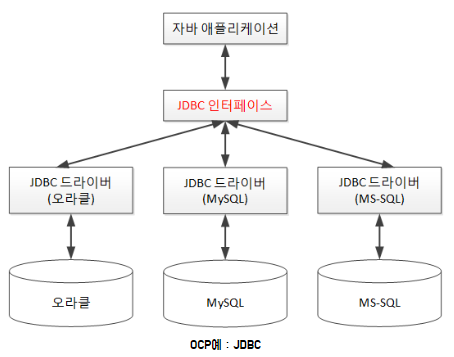 자바 애플리케이션
JDBC 인터페이스
JDBC 드라이버
(오라클)
JDBC 드라이버
(MySQL)
JDBC 드라이버
(MS-SQL)
오라클
MySQL
MS-SQL
OCP예 : JDBC